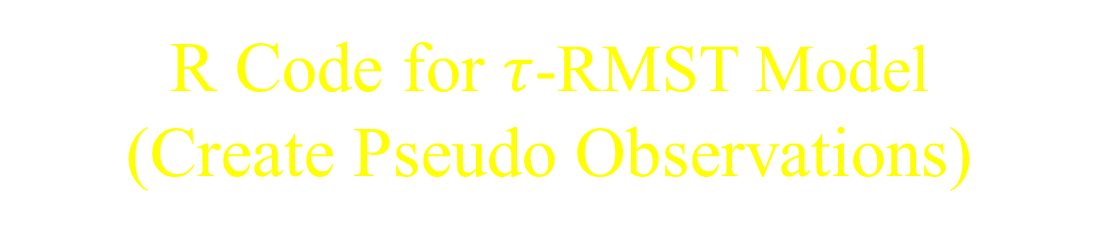 R Code for τ-RMST Model
(Create Pseudo Observations)